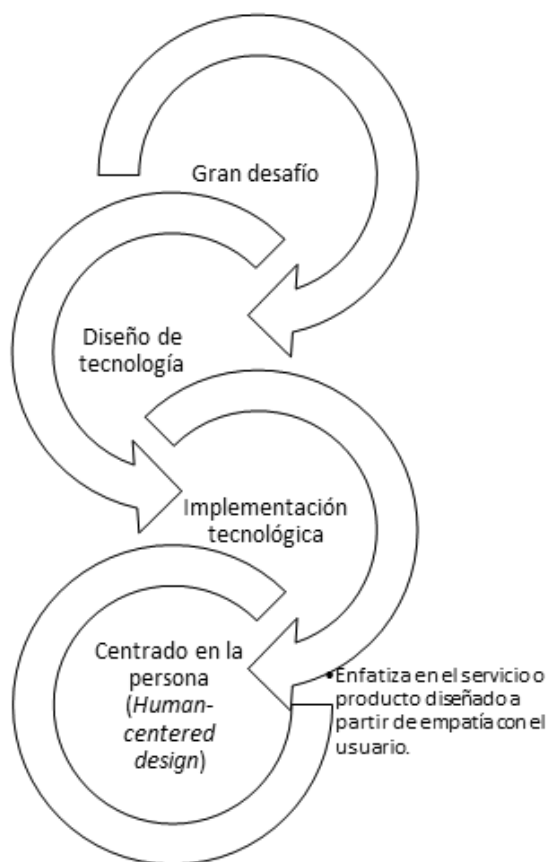 Gran desafío
Diseño de
tecnología
Implementación
tecnológica
Centrado en la
persona
(Human-
centered
design)
•Enfatiza en el servicio o
producto diseñado a
partir de empatía con el
usuario.